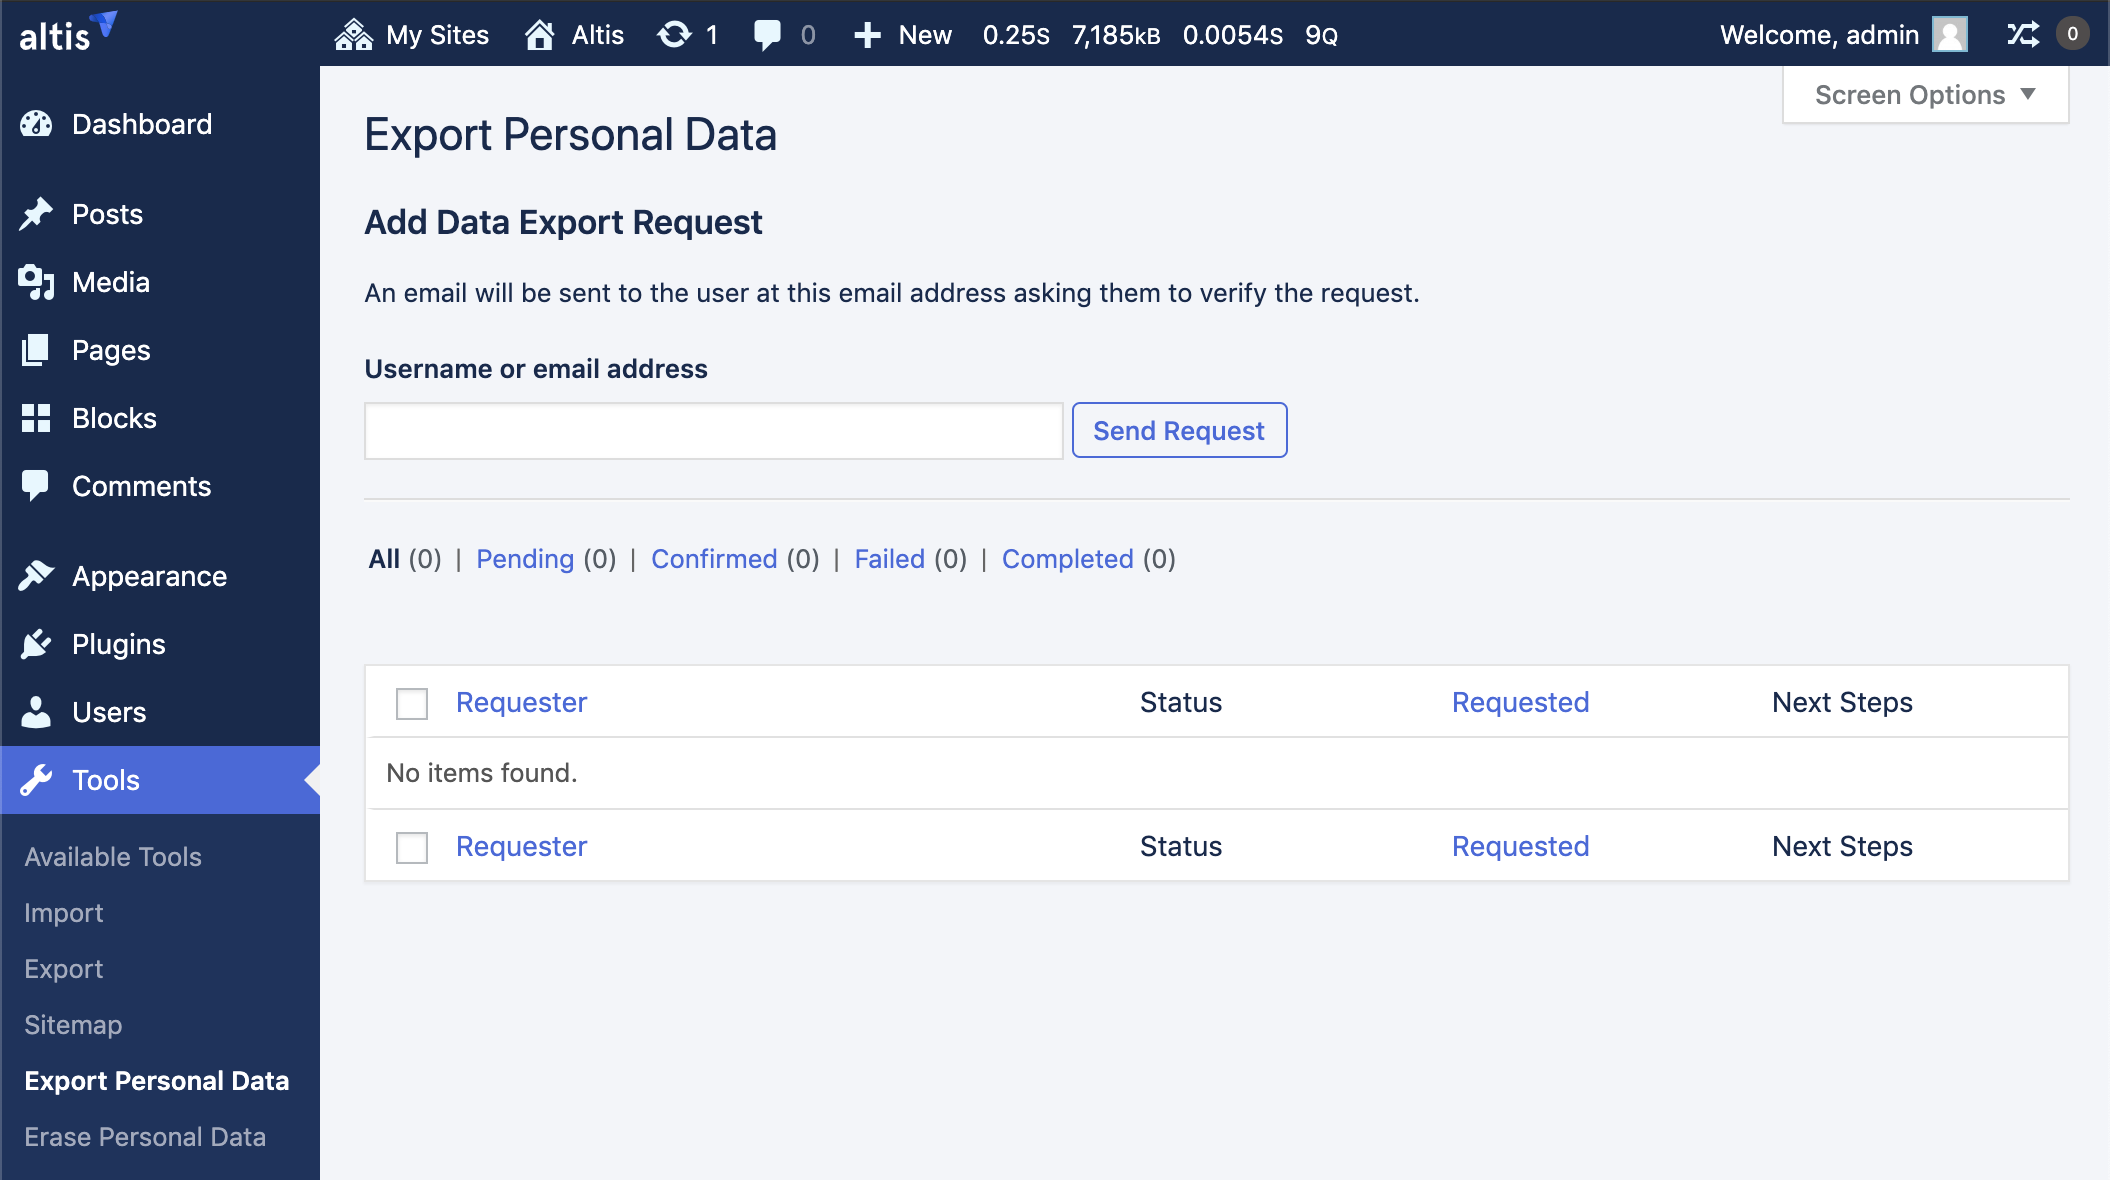 altis
My Sites Altis 1 0 New 0.25S 7,185KB 0.0054S 9Q Welcome, admin 0
Screen Options
Dashboard
Posts
Media
Pages
Blocks
Comments
Appearance
Plugins
Users
Tools
Available Tools
Import
Export
Sitemap
Export Personal Data
Erase Personal Data
Export Personal Data
Add Data Export Request
An email will be sent to the user at this email address asking them to verify the request.
Username or email address
Send Request
All (0) | Pending (0) | Confirmed (0) | Failed (0) | Completed (0)
Requester Status Requested Next Steps
No items found.
Requester Status Requested Next Steps